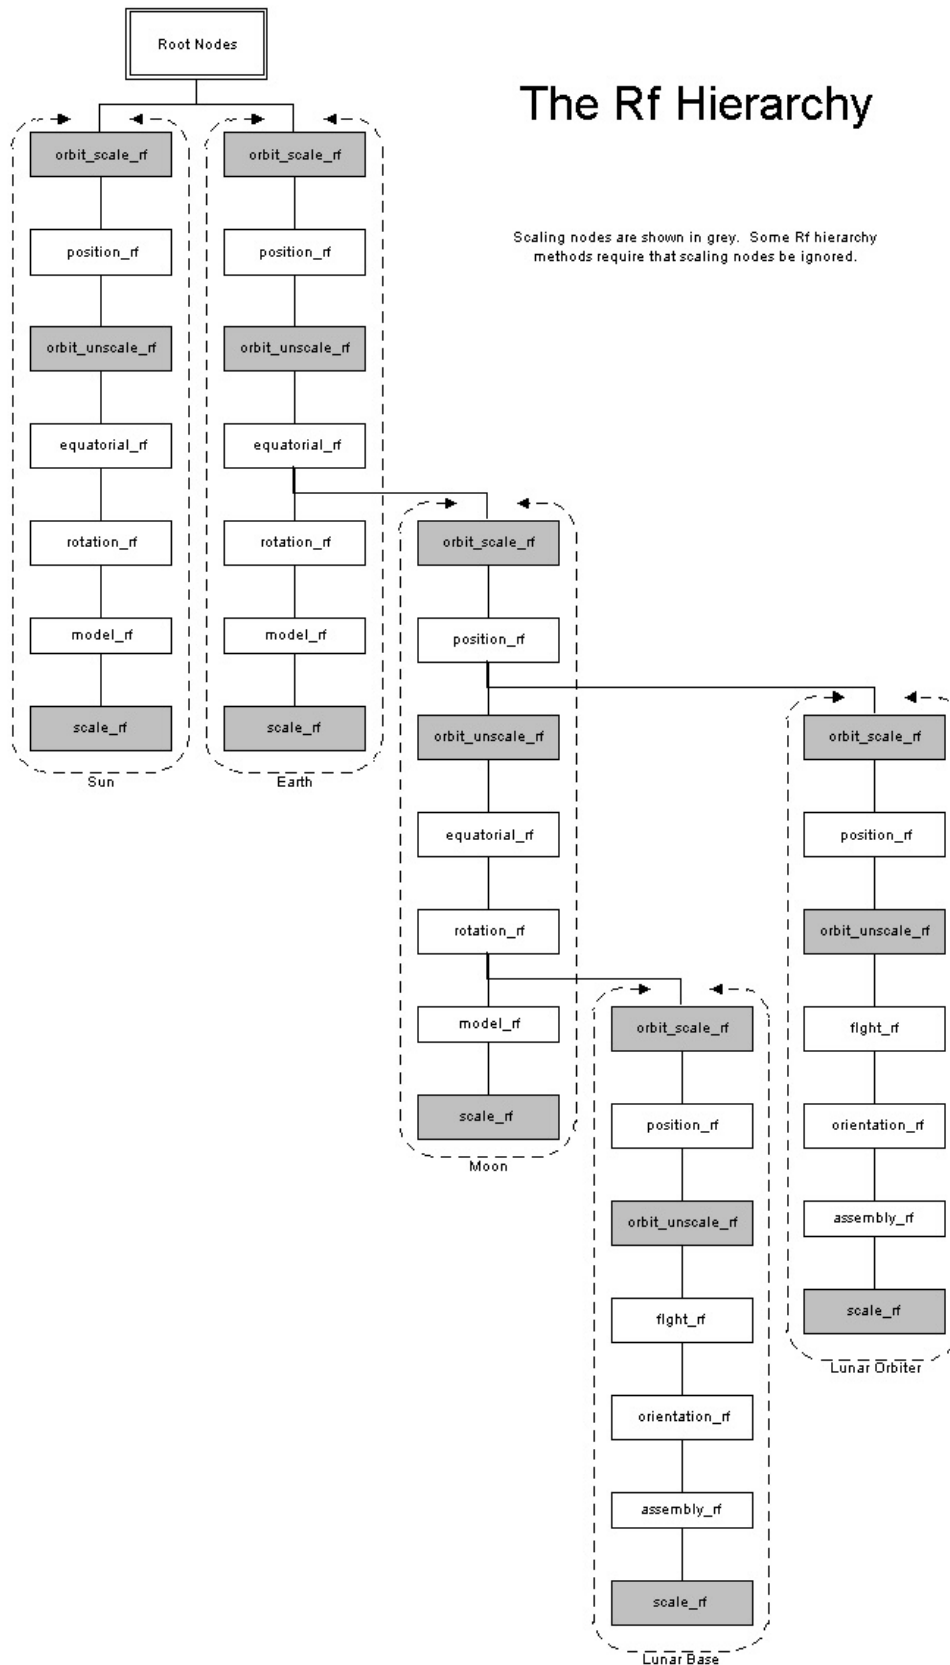 Root Nodes
The Rf Hierarchy
Scaling nodes are shown in grey. Some Rf hierarchy
methods require that scaling nodes be ignored.
orbit_scale_rf
position_rf
orbit_unscale_rf
equatorial_rf
rotation_rf
model_rf
scale_rf
Sun
orbit_scale_rf
position_rf
orbit_unscale_rf
equatorial_rf
rotation_rf
model_rf
scale_rf
Earth
orbit_scale_rf
position_rf
orbit_unscale_rf
equatorial_rf
rotation_rf
model_rf
scale_rf
Moon
orbit_scale_rf
position_rf
orbit_unscale_rf
flght_rf
orientation_rf
assembly_rf
scale_rf
Lunar Base
orbit_scale_rf
position_rf
orbit_unscale_rf
flght_rf
orientation_rf
assembly_rf
scale_rf
Lunar Orbiter